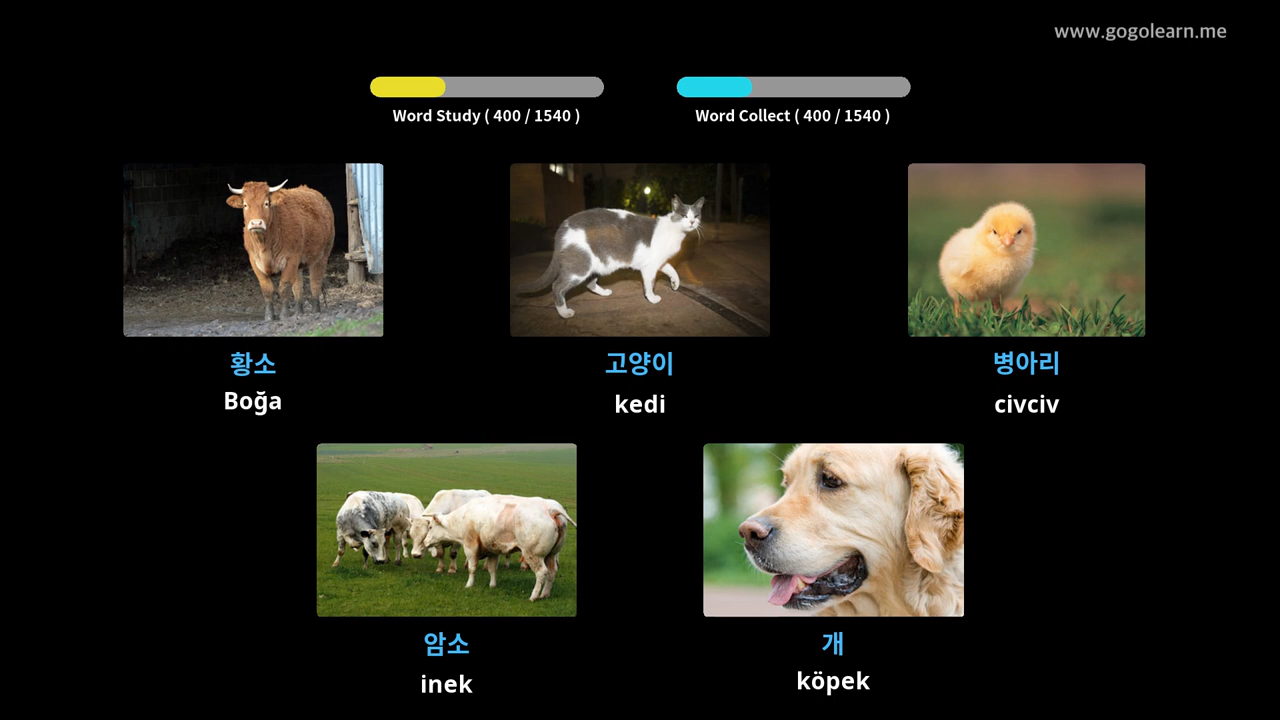 www.gogolearn.me
Word Study ( 400 / 1540 )
Word Collect ( 400 / 1540 )
황소
Boğa
고양이
kedi
병아리
civciv
암소
inek
개
köpek